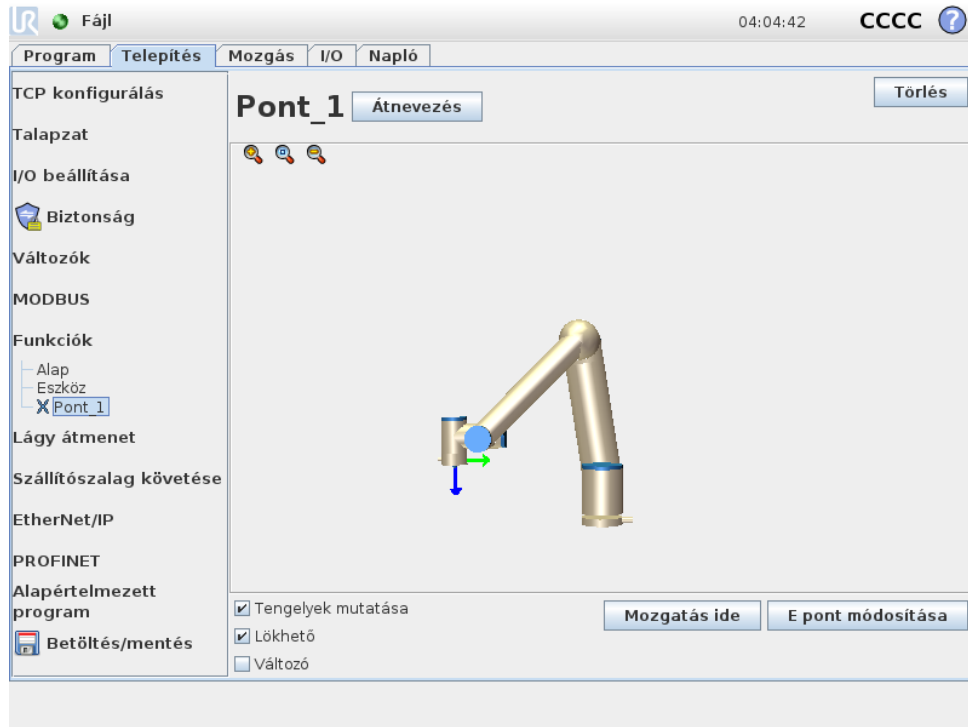 UR Fájl 04:04:42 CCCC ?
Program Telepítés Mozgás I/O Napló
TCP konfigurálás
Talapzat
I/O beállítása
Biztonság
Változók
MODBUS
Funkciók
Alap
Eszköz
Pont_1
Lágy átmenet
Szállítószalag követése
EtherNet/IP
PROFINET
Alapértelmezett
program
Betöltés/mentés
Pont_1 Átnevezés Törlés
Tengelyek mutatása
Lökhető
Változó
Mozgatás ide E pont módosítása